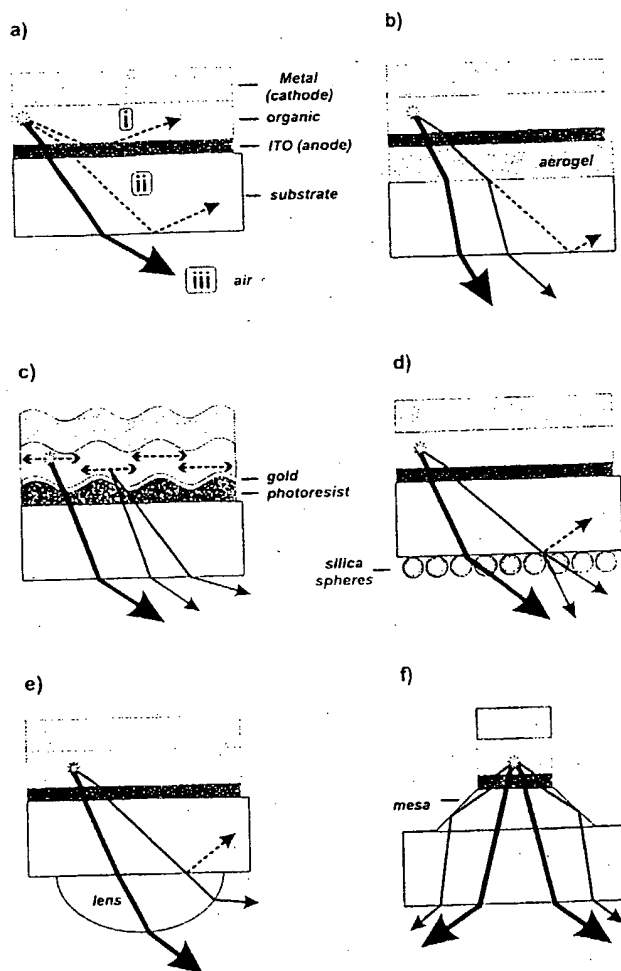 a)
Metal
(cathode)
organic
ITO (anode)
substrate
i
ii
iii
air
b)
aerogel
c)
gold
photoresist
d)
silica
spheres
e)
lens
f)
mesa